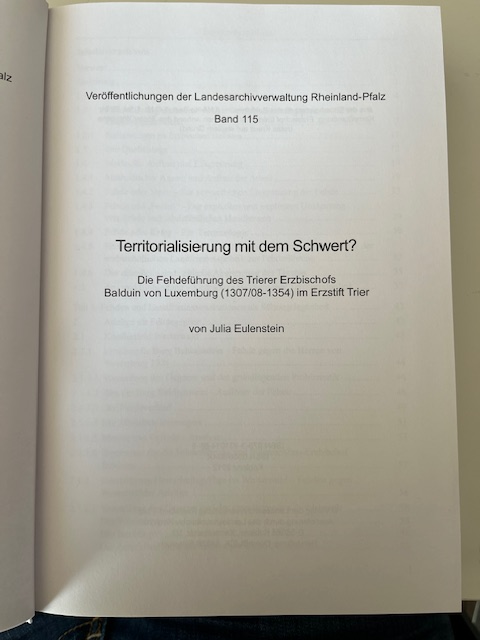 alz
Veröffentlichungen der Landesarchivverwaltung Rheinland-Pfalz
Band 115
Territorialisierung mit dem Schwert?
Die Fehdeführung des Trierer Erzbischofs
Balduin von Luxemburg (1307/08-1354) im Erzstift Trier
von Julia Eulenstein